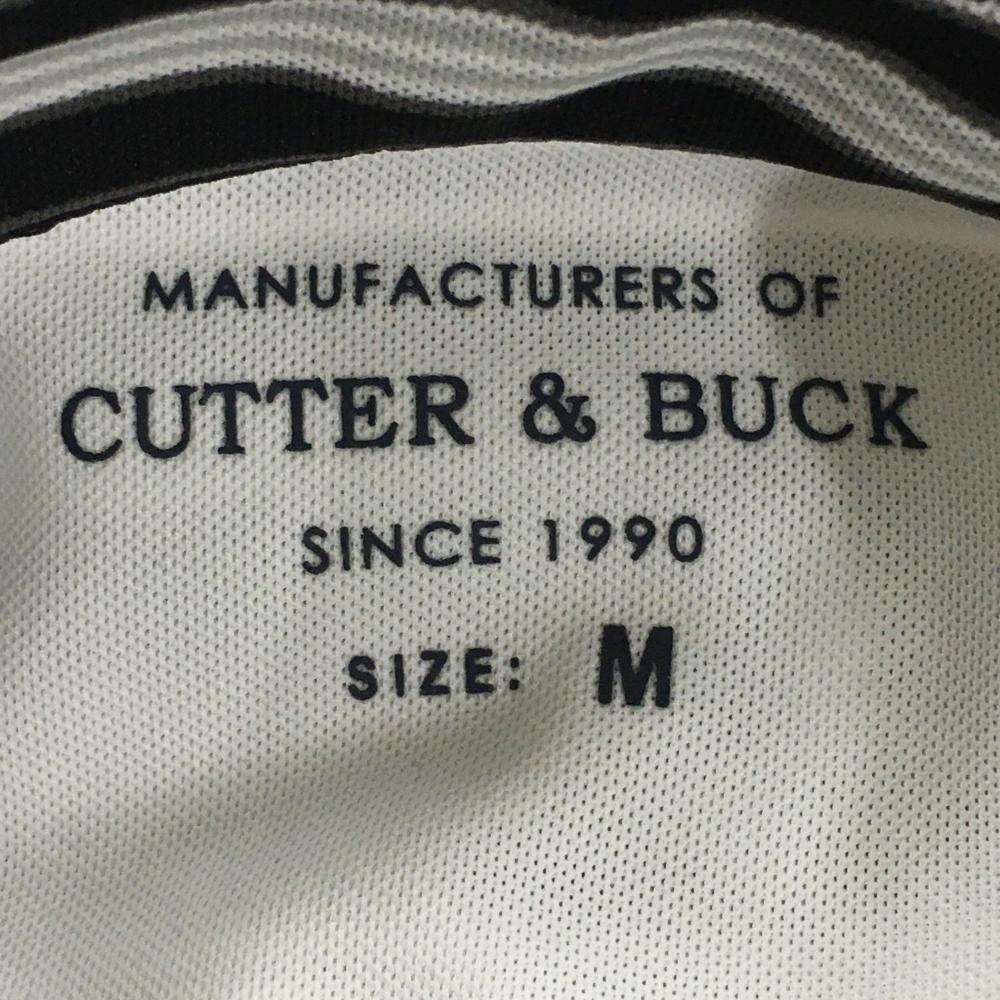 MANUFACTURERS OF
CUTTER & BUCK
SINCE 1990
SIZE: M